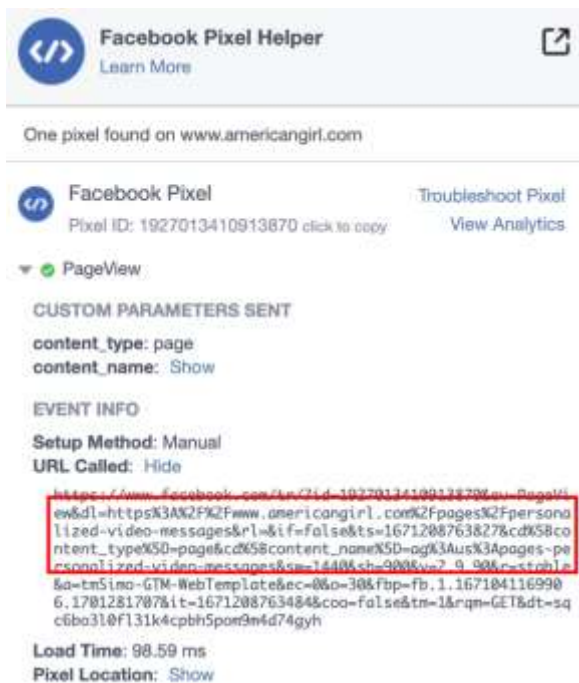 Facebook Pixel Helper
Learn More
One pixel found on www.americangirl.com
Facebook Pixel
Troubleshoot Pixel
Pixel ID: 1927013410913870 click to copy
View Analytics
PageView
CUSTOM PARAMETERS SENT
content_type: page
content_name: Show
EVENT INFO
Setup Method: Manual
URL Called: Hide
https://www.facebook.com/tr/?id=1927013410913870&ev=PageVi
ew&dl=https%3A%2F%2Fwww.americangirl.com%2Fpages%2Fpersona
lized-video-messages&rl=&if=false&ts=1671208763827&cd%5Bco
ntent_type%5D=page&cd%5Bcontent_name%5D=ag%3Aus%3Apages-pe
rsonalized-video-messages&sw=1440&sh=900&v=2.9.90&r=stable
&a=tmSimo-GTM-WebTemplate&ec=0&o=30&fbp=fb.1.167104116990
6.1701281707&it=1671208763484&coo=false&tm=1&rqm=GET&dt=sq
c6bo3l0fl31k4cpbh5pom9m4d74gyh
Load Time: 98.59 ms
Pixel Location: Show